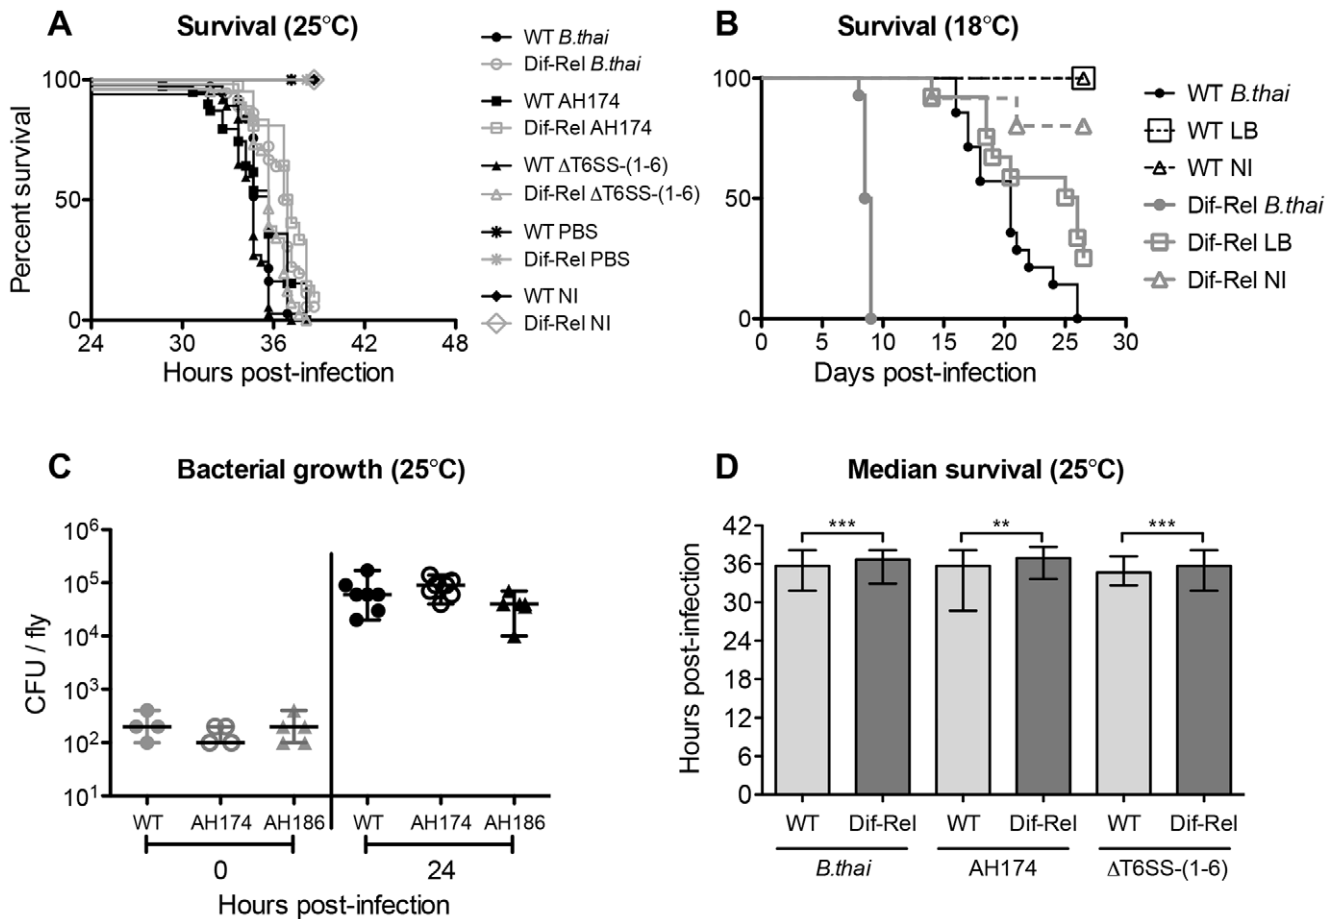 A
Survival (25°C)
Percent survival
100
50
0
24
30
36
42
48
Hours post-infection
WT B.thai
Dif-Rel B.thai
WT AH174
Dif-Rel AH174
WT ΔT6SS-(1-6)
Dif-Rel ΔT6SS-(1-6)
WT PBS
Dif-Rel PBS
WT NI
Dif-Rel NI
B
Survival (18°C)
100
50
0
0
5
10
15
20
25
30
Days post-infection
WT B.thai
WT LB
WT NI
Dif-Rel B.thai
Dif-Rel LB
Dif-Rel NI
C
Bacterial growth (25°C)
CFU / fly
10⁶
10⁵
10⁴
10³
10²
10¹
WT
AH174
AH186
WT
AH174
AH186
0
24
Hours post-infection
D
Median survival (25°C)
Hours post-infection
42
36
30
24
18
12
6
0
***
**
***
WT
Dif-Rel
WT
Dif-Rel
WT
Dif-Rel
B.thai
AH174
ΔT6SS-(1-6)